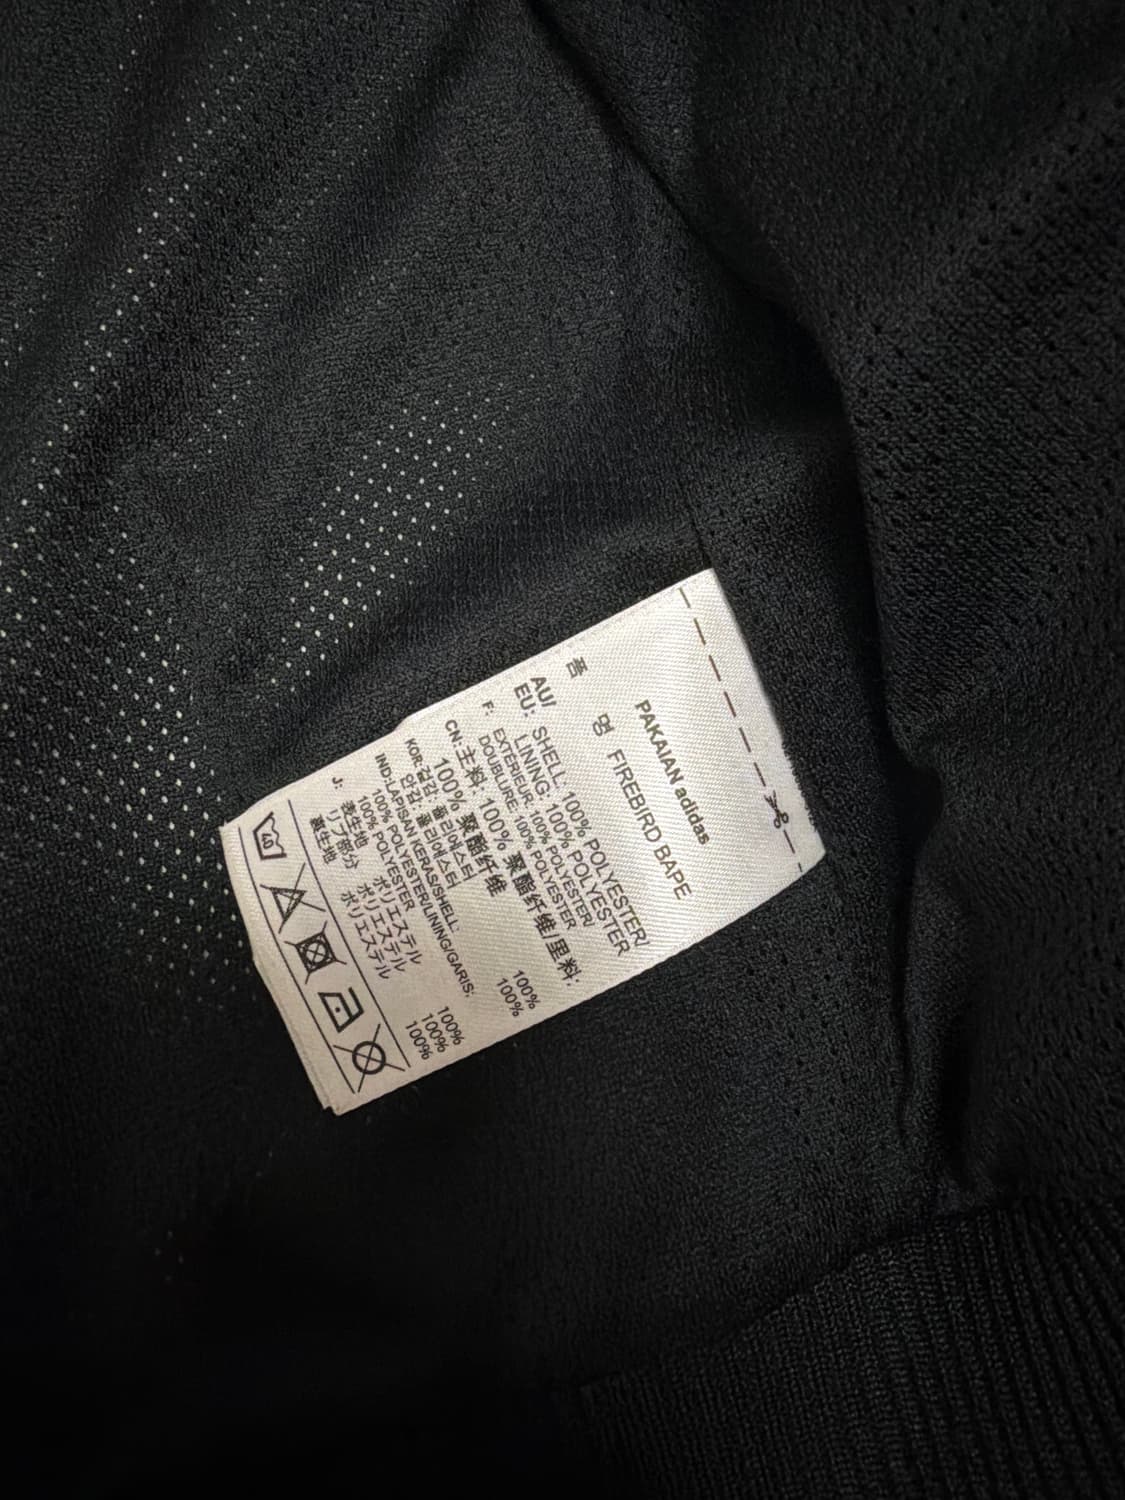 PAKAIAN adidas
품 명 FIREBIRD BAPE
AU/ SHELL: 100% POLYESTER/
EU: LINING: 100% POLYESTER
F: EXTERIEUR: 100% POLYESTER/
DOUBLURE: 100% POLYESTER
CN: 主料: 100% 聚酯纤维/里料:
100% 聚酯纤维
KOR: 겉감: 폴리에스터 100%
안감: 폴리에스터 100%
IND: LAPISAN KERAS/SHELL:
100% POLYESTER/LINING/GARIS:
100% POLYESTER
J: 表生地 ポリエステル 100%
リブ部分 ポリエステル 100%
裏生地 ポリエステル 100%
40